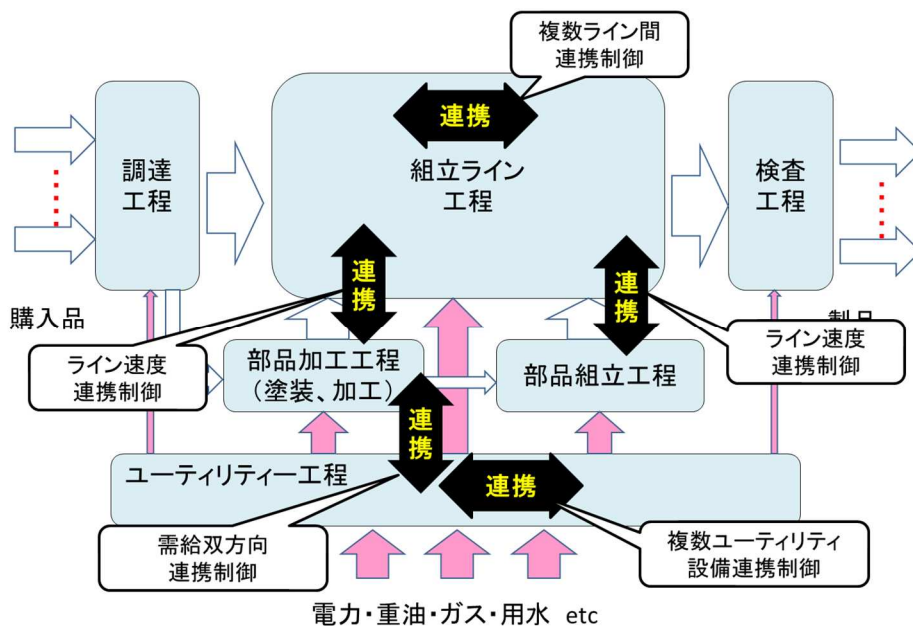 複数ライン間
連携制御
連携
調達
工程
組立ライン
工程
検査
工程
連携
連携
購入品
製品
ライン速度
連携制御
部品加工工程
（塗装、加工）
部品組立工程
ライン速度
連携制御
連携
ユーティリティー工程
連携
需給双方向
連携制御
複数ユーティリティ
設備連携制御
電力・重油・ガス・用水 etc